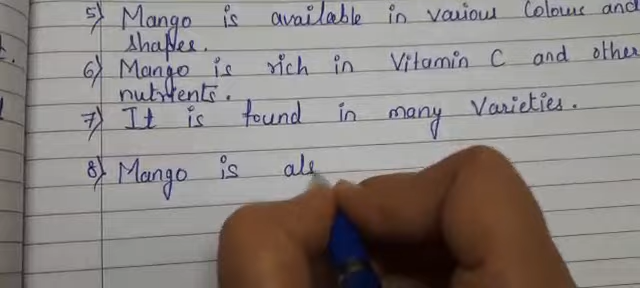 5) Mango is available in various Colours and
shapes.
6) Mango is rich in Vitamin C and other
nutrients.
7) It is found in many Varieties.
8) Mango is als